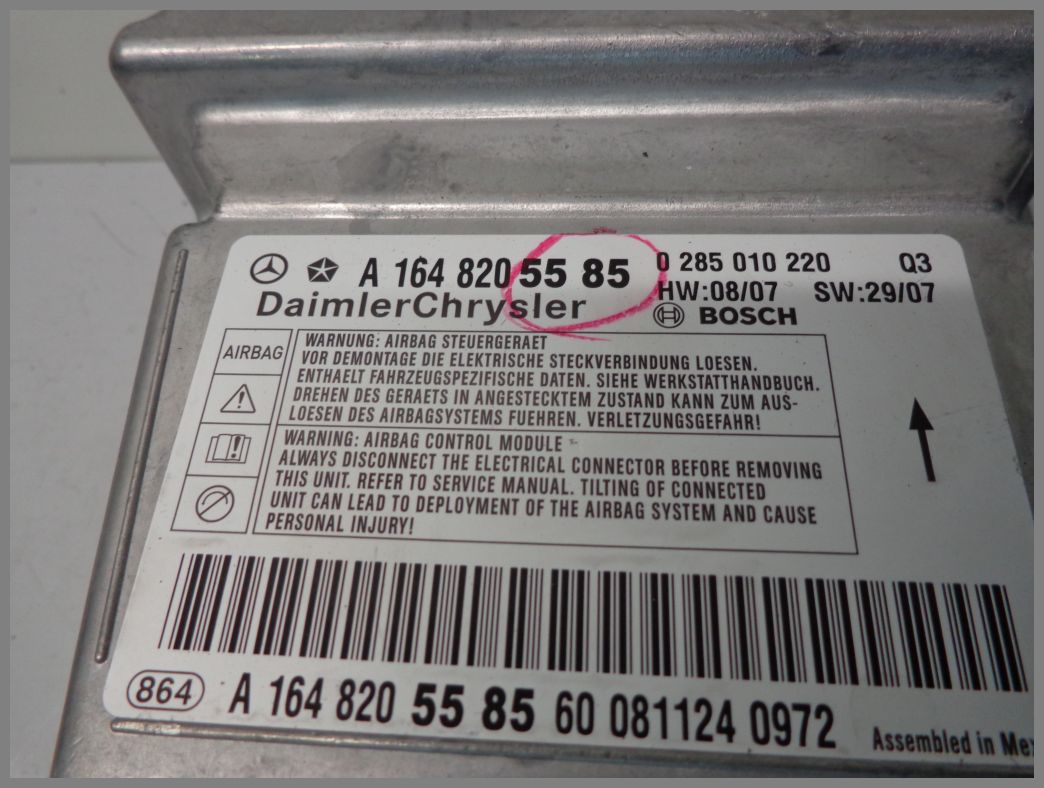 A 164 820 55 85 0 285 010 220 Q3
DaimlerChrysler HW:08/07 SW:29/07
BOSCH
AIRBAG
WARNUNG: AIRBAG STEUERGERAET
VOR DEMONTAGE DIE ELEKTRISCHE STECKVERBINDUNG LOESEN.
ENTHAELT FAHRZEUGSPEZIFISCHE DATEN. SIEHE WERKSTATTHANDBUCH.
DREHEN DES GERAETS IN ANGESTECKTEM ZUSTAND KANN ZUM AUS-
LOESEN DES AIRBAGSYSTEMS FUEHREN. VERLETZUNGSGEFAHR!
WARNING: AIRBAG CONTROL MODULE
ALWAYS DISCONNECT THE ELECTRICAL CONNECTOR BEFORE REMOVING
THIS UNIT. REFER TO SERVICE MANUAL. TILTING OF CONNECTED
UNIT CAN LEAD TO DEPLOYMENT OF THE AIRBAG SYSTEM AND CAUSE
PERSONAL INJURY!
864 A 164 820 55 85 60 081124 0972
Assembled in Mex